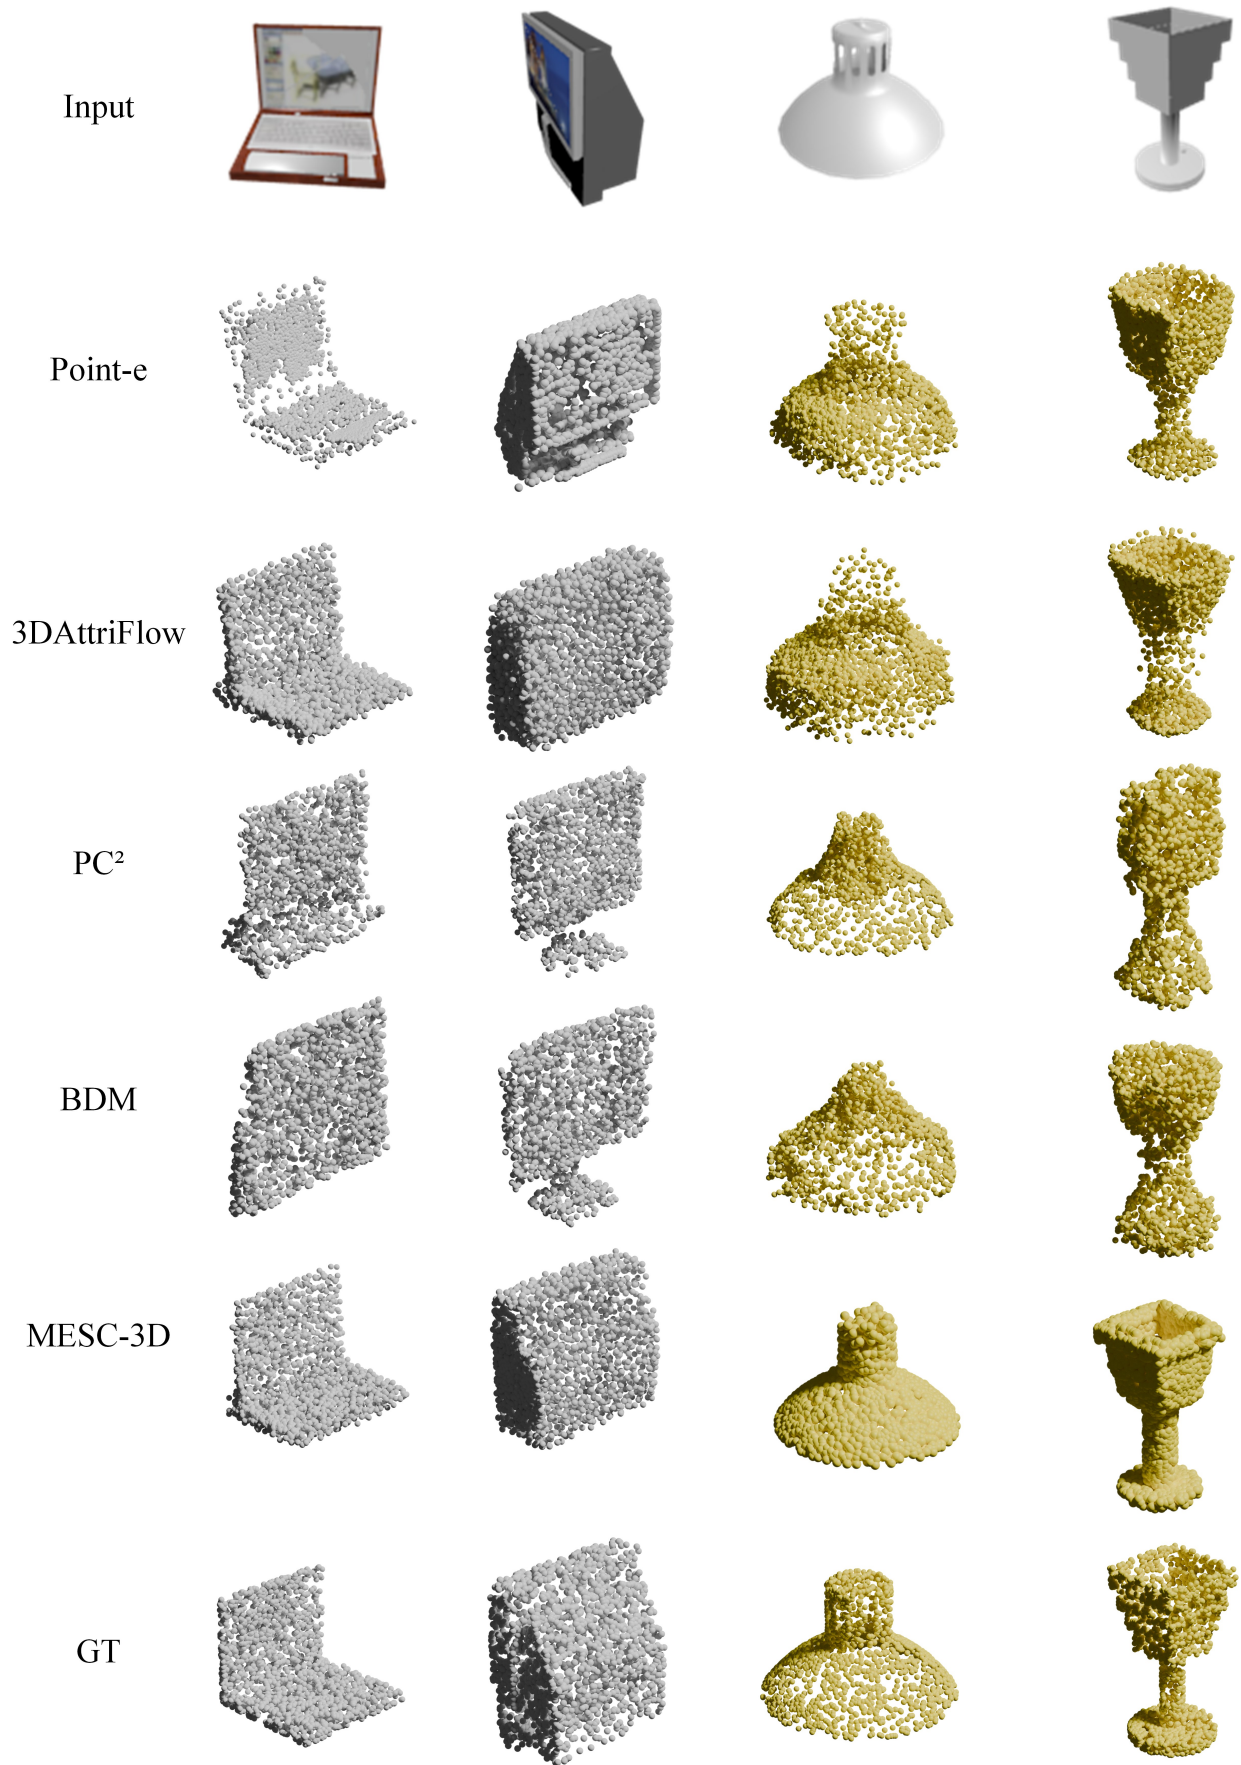 Input
Point-e
3DAttriFlow
PC²
BDM
MESC-3D
GT